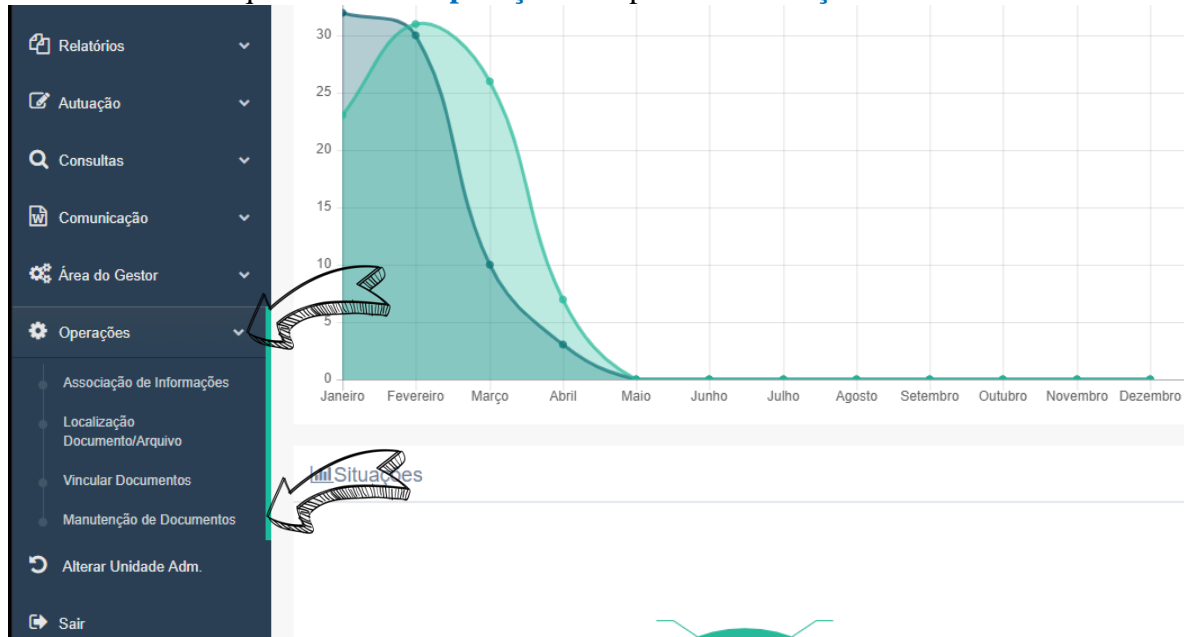 Relatórios
Autuação
Consultas
Comunicação
Área do Gestor
Operações
Associação de Informações
Localização
Documento/Arquivo
Vincular Documentos
Manutenção de Documentos
Alterar Unidade Adm.
Sair
30
25
20
15
10
5
0
Janeiro Fevereiro Março Abril Maio Junho Julho Agosto Setembro Outubro Novembro Dezembro
Situações